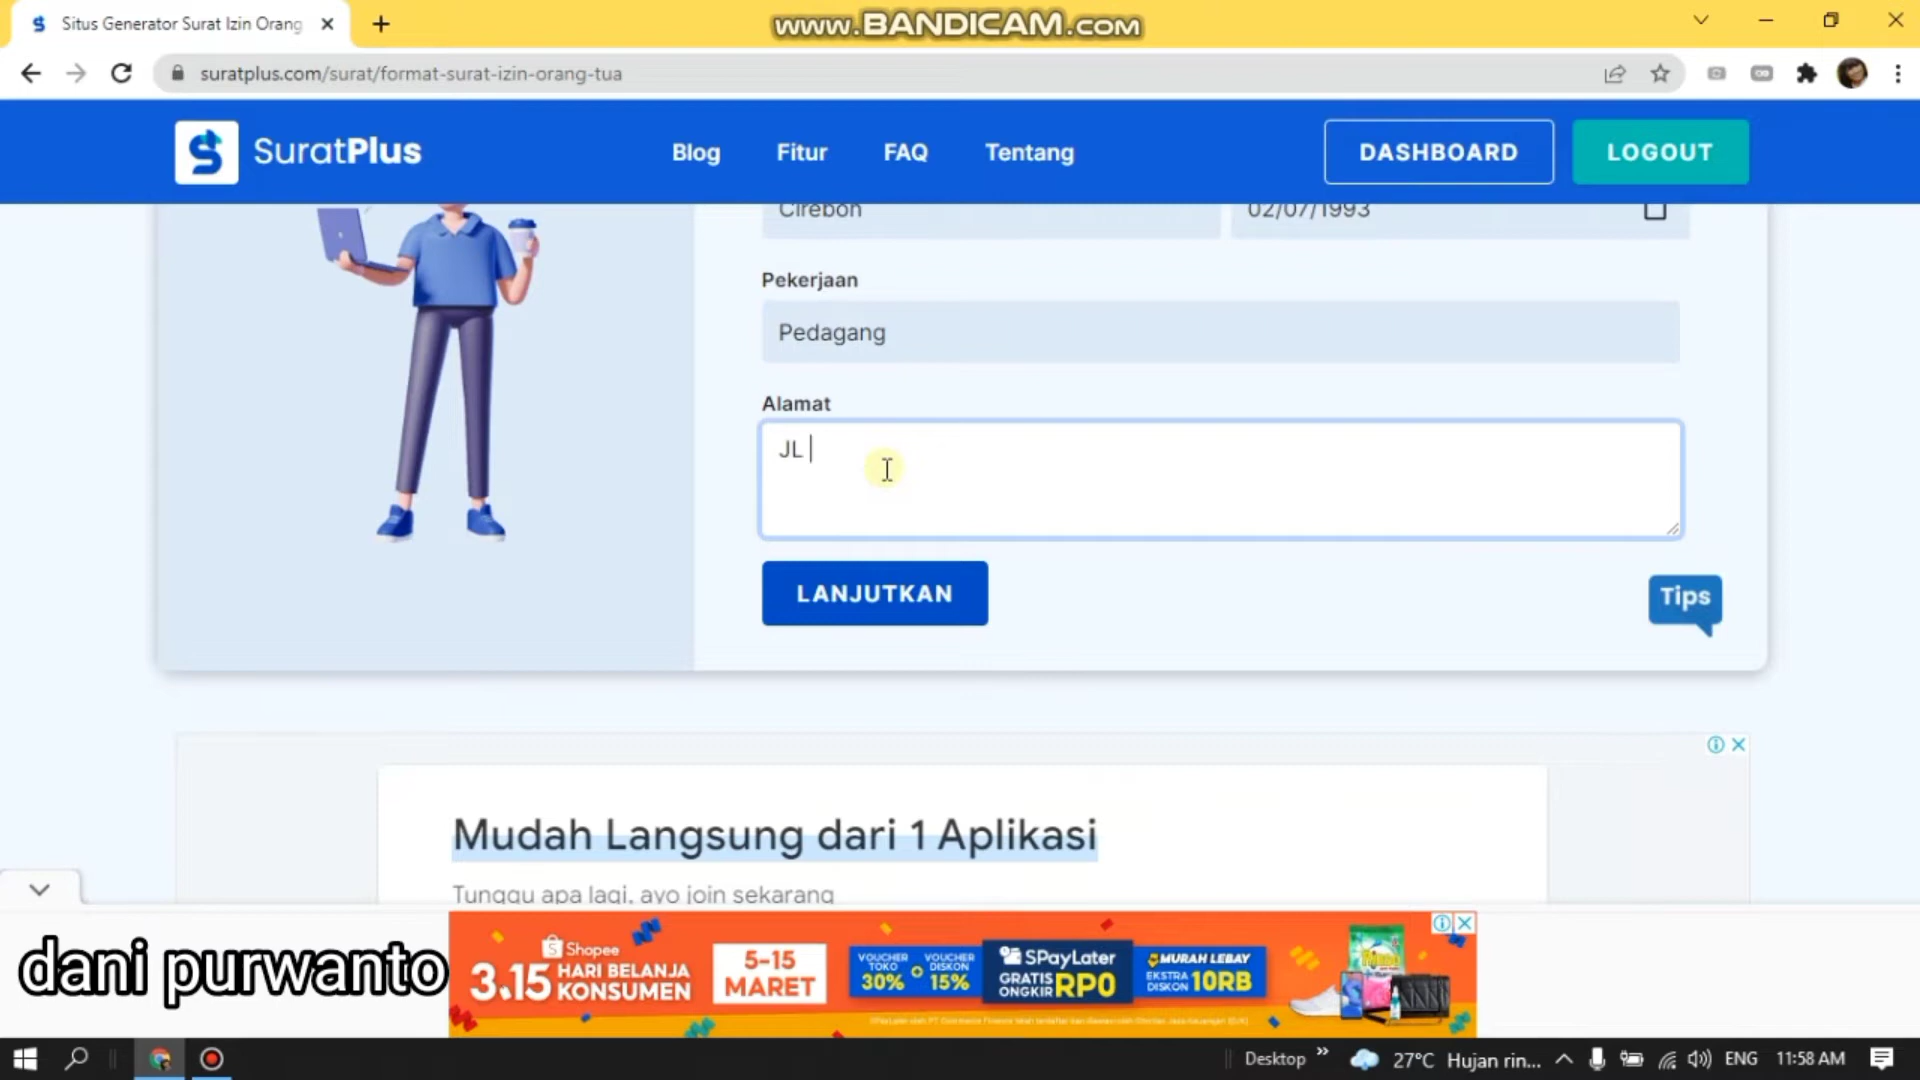 Situs Generator Surat Izin Orang
www.BANDICAM.com
suratplus.com/surat/format-surat-izin-orang-tua
SuratPlus
Blog
Fitur
FAQ
Tentang
DASHBOARD
LOGOUT
Cirebon
02/07/1993
Pekerjaan
Pedagang
Alamat
JL
LANJUTKAN
Tips
Mudah Langsung dari 1 Aplikasi
Tunggu apa lagi, ayo join sekarang
dani purwanto
Shopee
3.15 HARI BELANJA KONSUMEN
5-15 MARET
VOUCHER TOKO 30% + VOUCHER DISKON 15%
SPayLater
GRATIS ONGKIR RP0
MURAH LEBAY
EKSTRA DISKON 10RB
Desktop
27°C Hujan rin...
ENG
11:58 AM